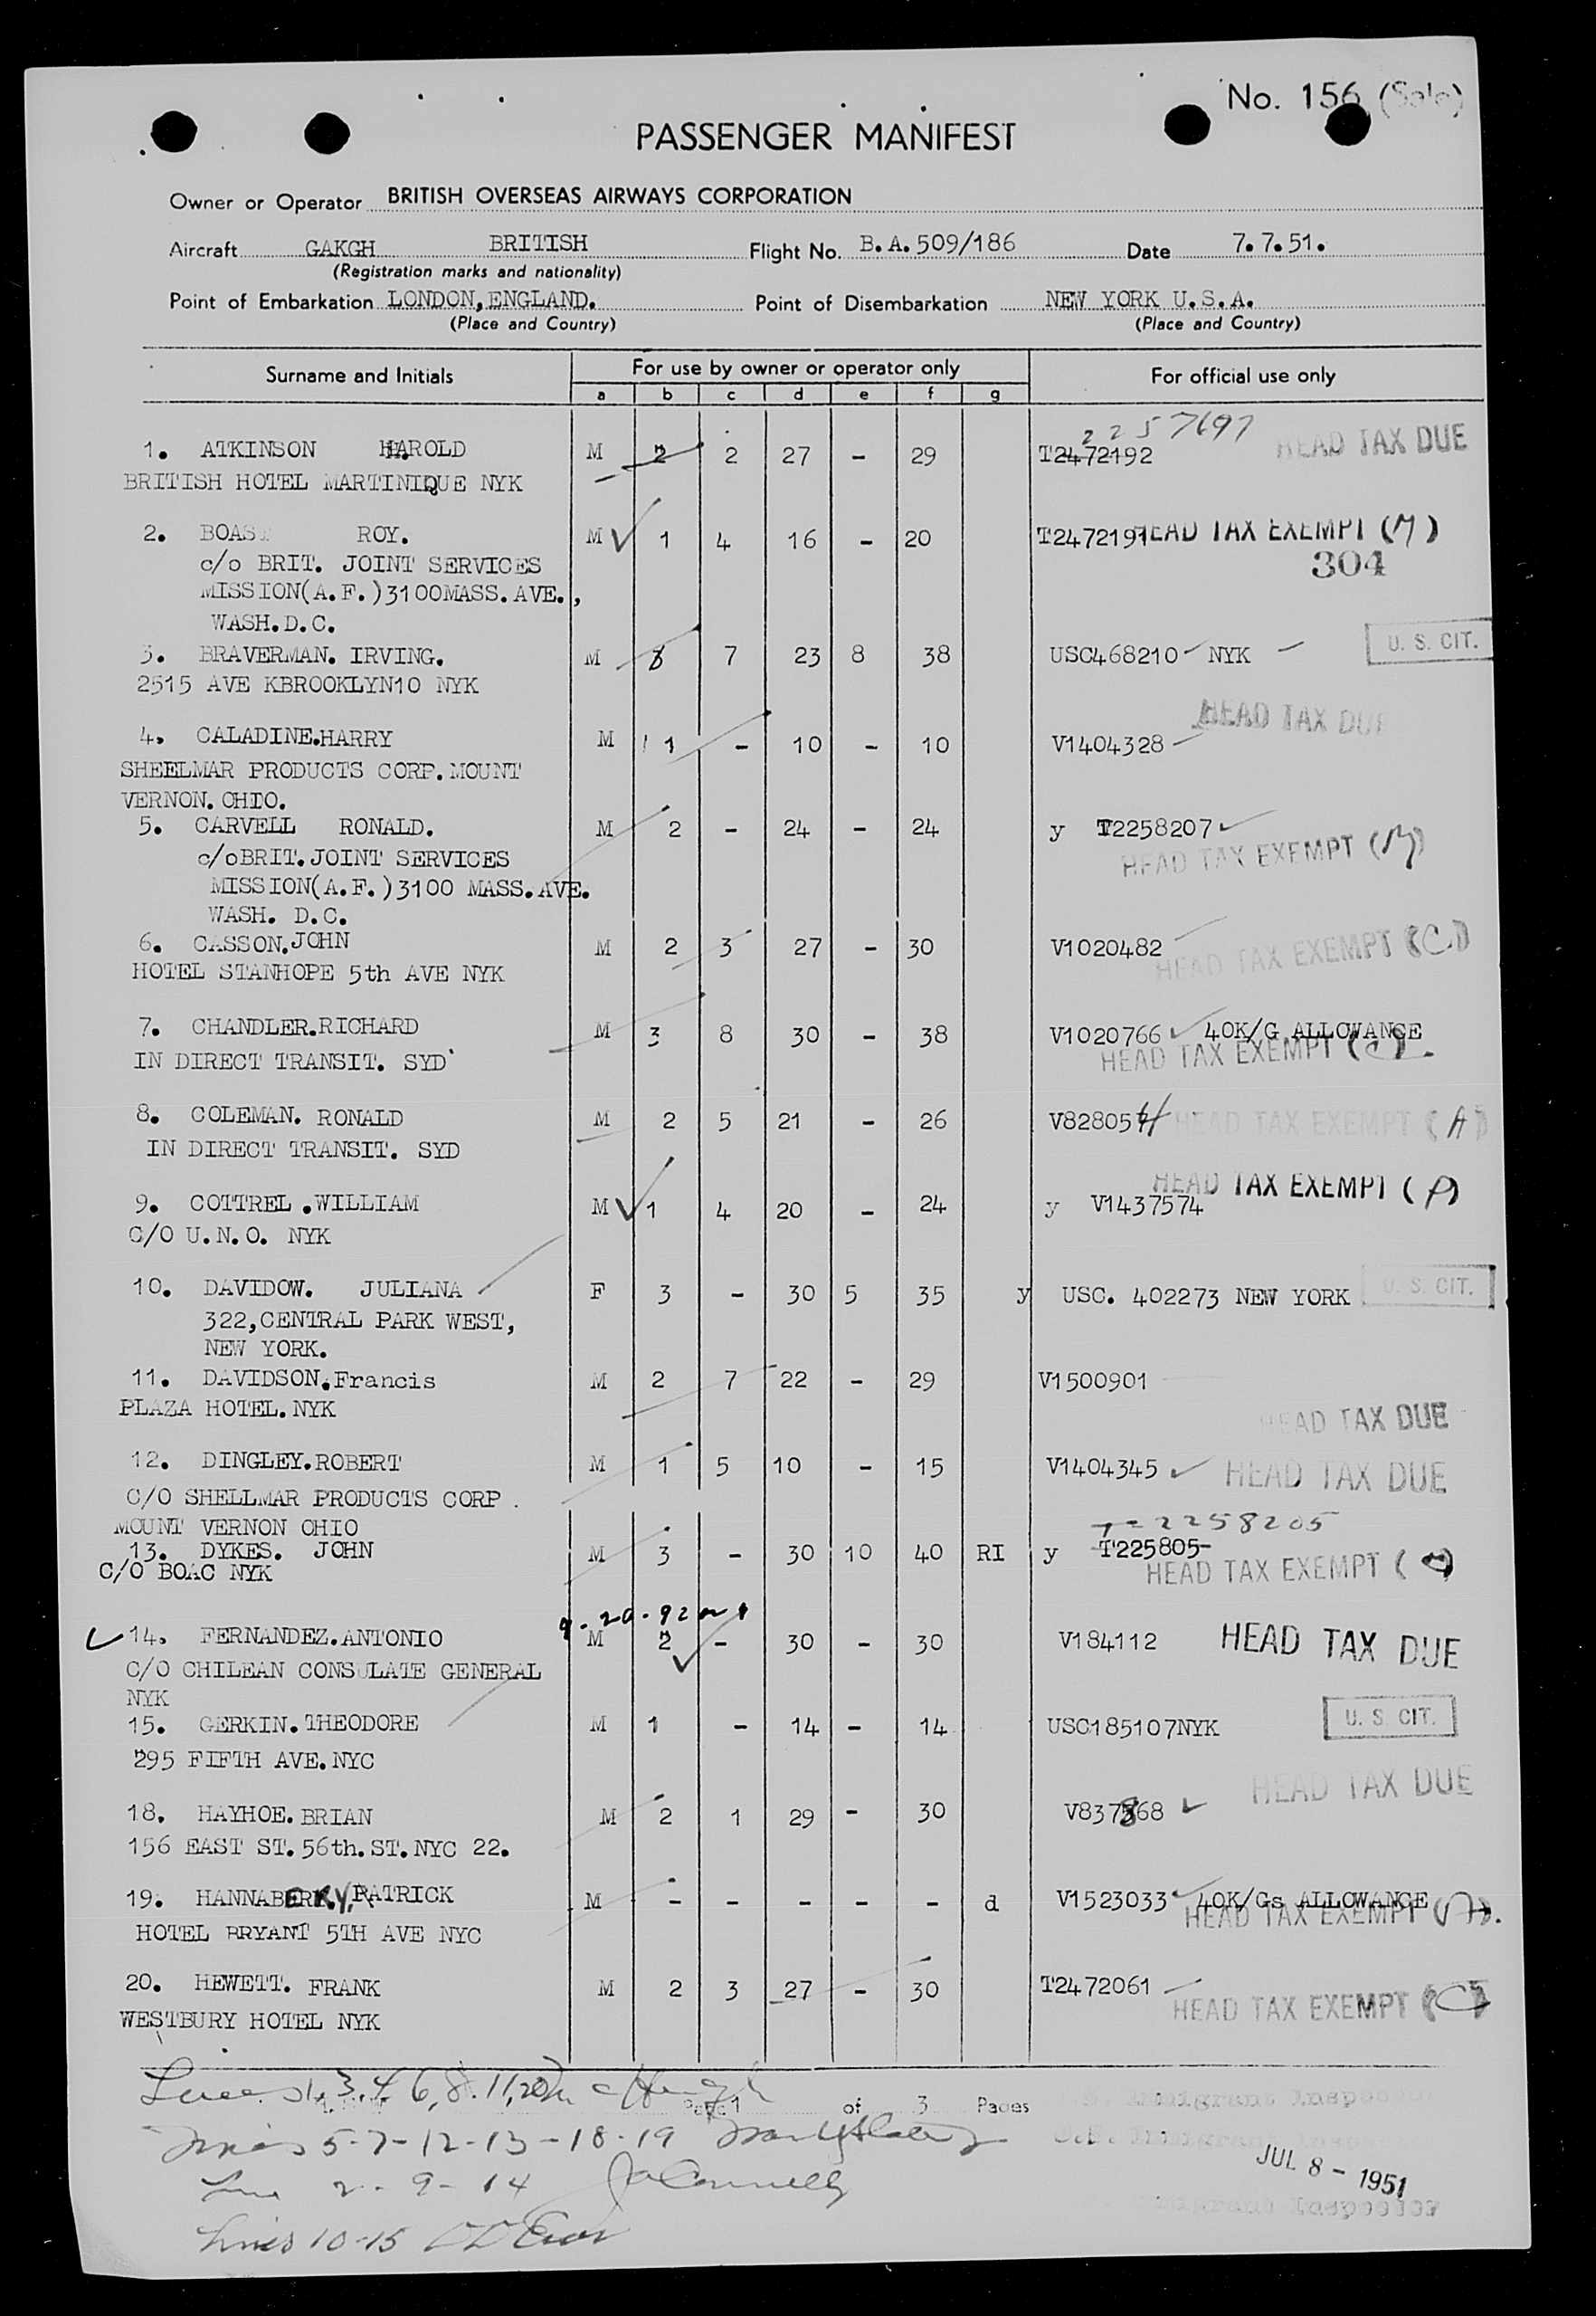 No. 156 (Sole)
PASSENGER MANIFEST
Owner or Operator BRITISH OVERSEAS AIRWAYS CORPORATION
Aircraft GAKGH BRITISH Flight No. B.A.509/186 Date 7.7.51.
(Registration marks and nationality)
Point of Embarkation LONDON,ENGLAND. Point of Disembarkation NEW YORK U.S.A.
(Place and Country) (Place and Country)
Surname and Initials For use by owner or operator only For official use only
a b c d e f g
2257697
1. ATKINSON HAROLD M 2 2 27 - 29 T2472192 HEAD TAX DUE
BRITISH HOTEL MARTINIQUE NYK
2. BOAST ROY. M 1 4 16 - 20 T2472191 HEAD TAX EXEMPT (M)
c/o BRIT. JOINT SERVICES 304
MISSION(A.F.)3100MASS.AVE.,
WASH.D.C.
3. BRAVERMAN. IRVING. M 3 7 23 8 38 USC468210 NYK U. S. CIT.
2515 AVE KBROOKLYN10 NYK
4. CALADINE.HARRY M 1 - 10 - 10 V1404328 HEAD TAX DUE
SHEELMAR PRODUCTS CORP.MOUNT
VERNON. OHIO.
5. CARVELL RONALD. M 2 - 24 - 24 y T2258207
c/oBRIT.JOINT SERVICES HEAD TAX EXEMPT (M)
MISSION(A.F.)3100 MASS.AVE.
WASH. D.C.
6. CASSON.JOHN M 2 3 27 - 30 V1020482 HEAD TAX EXEMPT (C)
HOTEL STANHOPE 5th AVE NYK
7. CHANDLER.RICHARD M 3 8 30 - 38 V1020766 40K/G ALLOWANCE
IN DIRECT TRANSIT. SYD HEAD TAX EXEMPT (C)
8. COLEMAN. RONALD M 2 5 21 - 26 V828054 HEAD TAX EXEMPT (A)
IN DIRECT TRANSIT. SYD
HEAD TAX EXEMPT (A)
9. COTTREL .WILLIAM M 1 4 20 - 24 y V1437574
C/O U.N.O. NYK
10. DAVIDOW. JULIANA F 3 - 30 5 35 y USC. 402273 NEW YORK U. S. CIT.
322,CENTRAL PARK WEST,
NEW YORK.
11. DAVIDSON.Francis M 2 7 22 - 29 V1500901
PLAZA HOTEL.NYK HEAD TAX DUE
12. DINGLEY.ROBERT M 1 5 10 - 15 V1404345 HEAD TAX DUE
C/O SHELLMAR PRODUCTS CORP.
MOUNT VERNON OHIO 2258205
13. DYKES. JOHN M 3 - 30 10 40 RI y T225805
C/O BOAC NYK HEAD TAX EXEMPT
14. FERNANDEZ.ANTONIO M 2 - 30 - 30 V184112 HEAD TAX DUE
C/O CHILEAN CONSULATE GENERAL
NYK
15. GERKIN.THEODORE M 1 - 14 - 14 USC185107NYK U. S. CIT.
295 FIFTH AVE.NYC
HEAD TAX DUE
18. HAYHOE.BRIAN M 2 1 29 - 30 V837868
156 EAST ST.56th.ST.NYC 22.
19. HANNABERRY.PATRICK M - - - - - d V1523033 40K/Gs ALLOWANCE
HOTEL BRYANT 5TH AVE NYC HEAD TAX EXEMPT
20. HEWETT. FRANK M 2 3 27 - 30 T2472061
WESTBURY HOTEL NYK HEAD TAX EXEMPT (C)
Page 1 of 3 Pages
5-7-12-13-18-19
2-9-14
JUL 8 - 1951
Lines 10-15